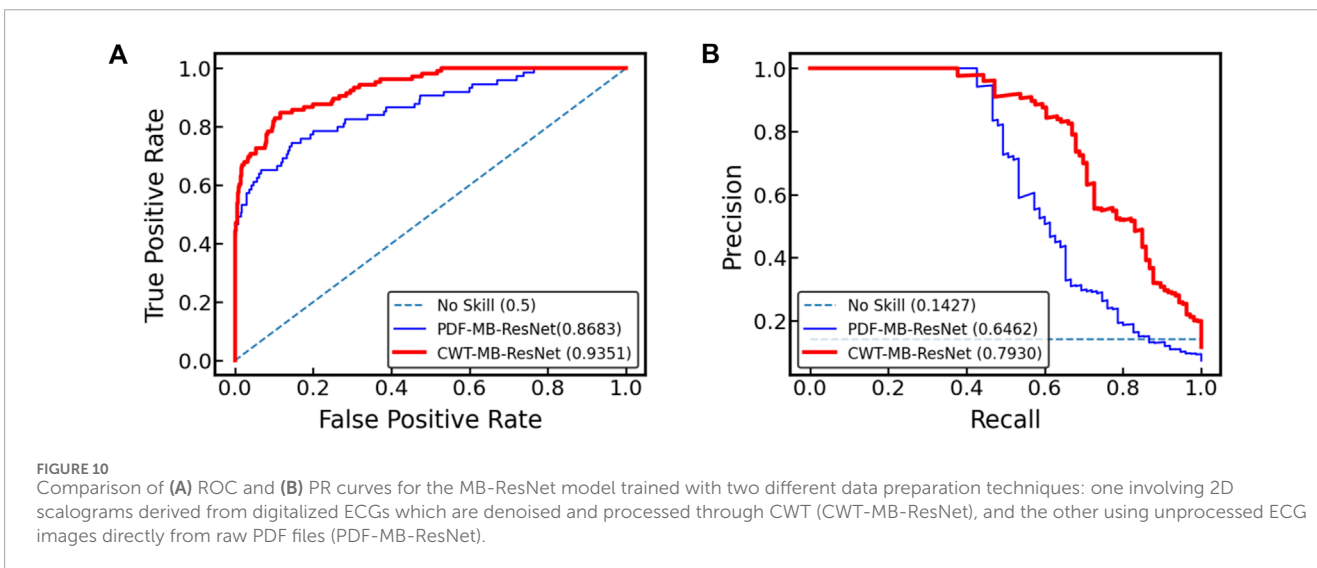 A
True Positive Rate
1.0
0.8
0.6
0.4
0.2
0.0
0.0 0.2 0.4 0.6 0.8 1.0
False Positive Rate
No Skill (0.5)
PDF-MB-ResNet(0.8683)
CWT-MB-ResNet (0.9351)
B
Precision
1.0
0.8
0.6
0.4
0.2
0.0 0.2 0.4 0.6 0.8 1.0
Recall
No Skill (0.1427)
PDF-MB-ResNet (0.6462)
CWT-MB-ResNet (0.7930)
FIGURE 10
Comparison of (A) ROC and (B) PR curves for the MB-ResNet model trained with two different data preparation techniques: one involving 2D
scalograms derived from digitalized ECGs which are denoised and processed through CWT (CWT-MB-ResNet), and the other using unprocessed ECG
images directly from raw PDF files (PDF-MB-ResNet).